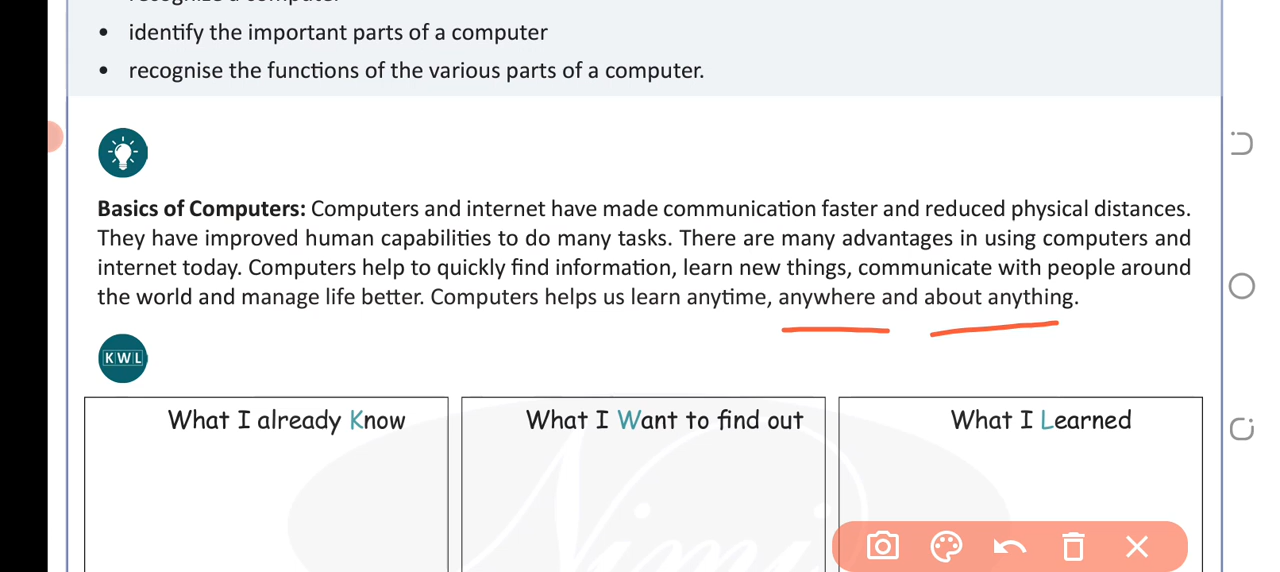 • identify the important parts of a computer
• recognise the functions of the various parts of a computer.
Basics of Computers: Computers and internet have made communication faster and reduced physical distances.
They have improved human capabilities to do many tasks. There are many advantages in using computers and
internet today. Computers help to quickly find information, learn new things, communicate with people around
the world and manage life better. Computers helps us learn anytime, anywhere and about anything.
KWL
What I already Know
What I Want to find out
What I Learned